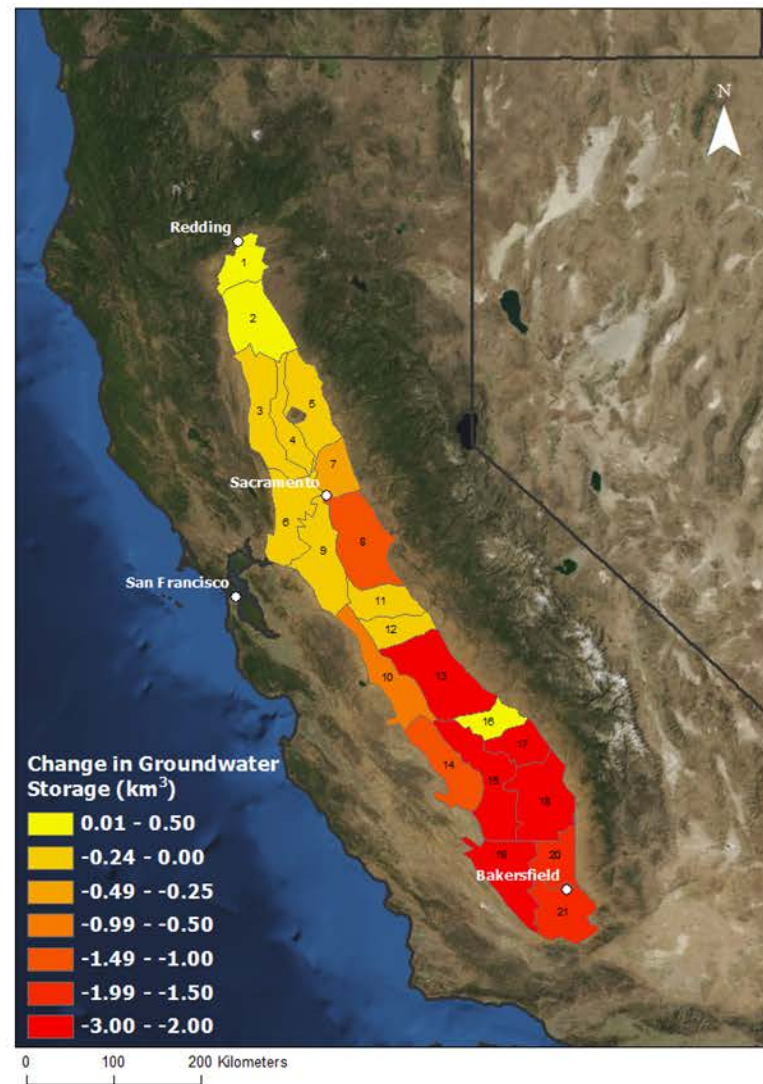 N
Redding
1
2
3
5
4
7
Sacramento
6
9
8
San Francisco
11
12
10
13
16
17
14
15
18
19
20
Bakersfield
21
Change in Groundwater
Storage (km³)
0.01 - 0.50
-0.24 - 0.00
-0.49 - -0.25
-0.99 - -0.50
-1.49 - -1.00
-1.99 - -1.50
-3.00 - -2.00
0 100 200 Kilometers